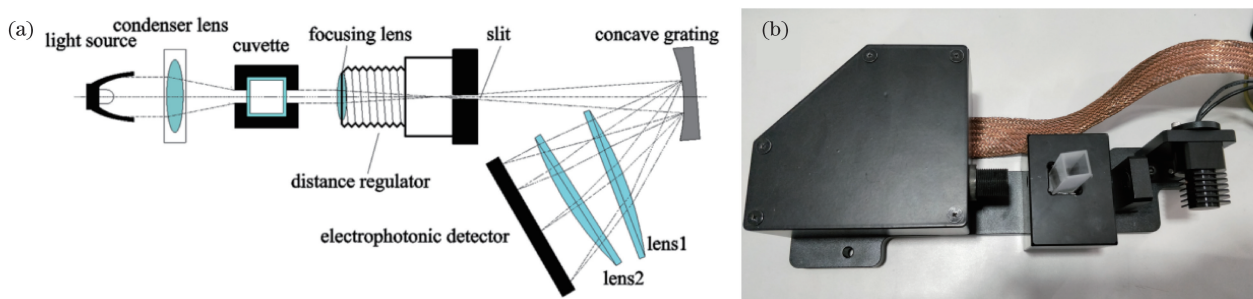 (a)
condenser lens
light source
cuvette
focusing lens
slit
concave grating
distance regulator
electrophotonic detector
lens1
lens2
(b)